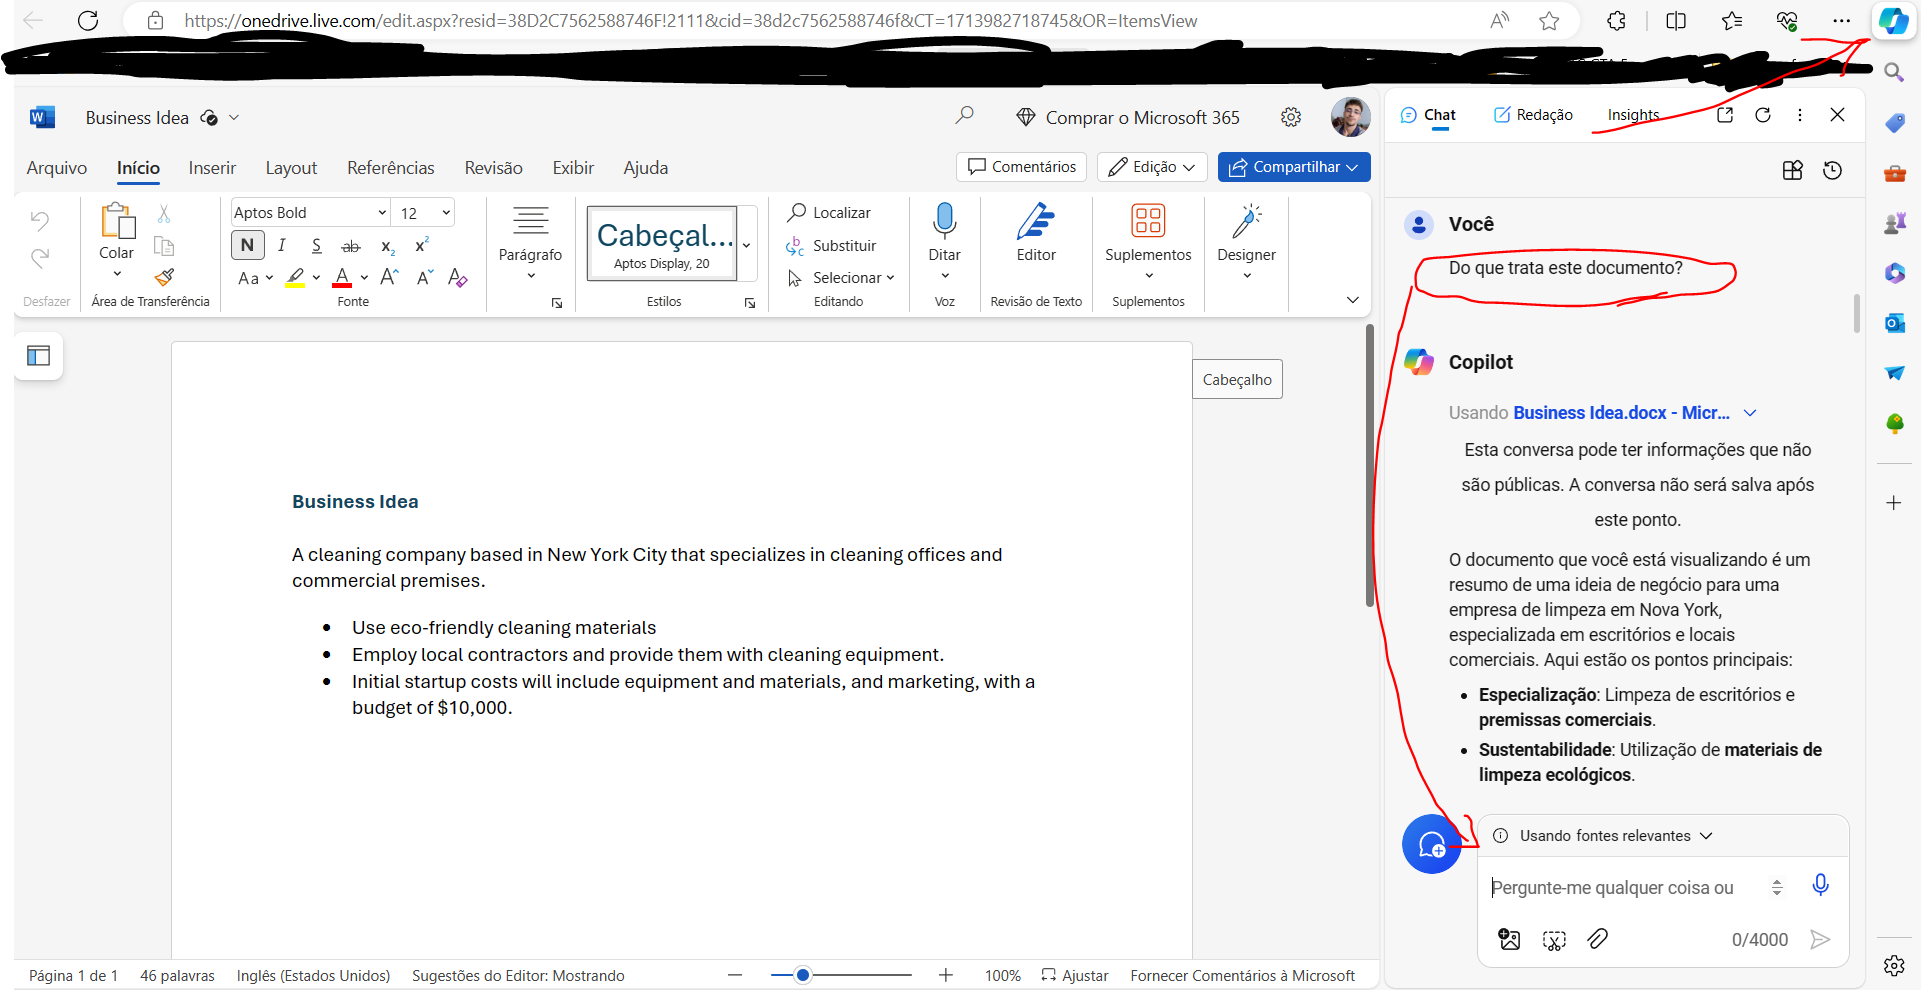 https://onedrive.live.com/edit.aspx?resid=38D2C7562588746F!2111&cid=38d2c7562588746f&CT=1713982718745&OR=ItemsView
Business Idea
Comprar o Microsoft 365
Arquivo Início Inserir Layout Referências Revisão Exibir Ajuda
Comentários Edição Compartilhar
Desfazer
Colar
Área de Transferência
Aptos Bold 12
N I S ab x₂ x²
Aa A A^ Aˇ A
Fonte
Parágrafo
Cabeçal...
Aptos Display, 20
Estilos
Localizar
Substituir
Selecionar
Editando
Ditar
Voz
Editor
Revisão de Texto
Suplementos
Suplementos
Designer
Cabeçalho
Business Idea
A cleaning company based in New York City that specializes in cleaning offices and
commercial premises.
• Use eco-friendly cleaning materials
• Employ local contractors and provide them with cleaning equipment.
• Initial startup costs will include equipment and materials, and marketing, with a
budget of $10,000.
Página 1 de 1 46 palavras Inglês (Estados Unidos) Sugestões do Editor: Mostrando
100% Ajustar Fornecer Comentários à Microsoft
Chat Redação Insights
Você
Do que trata este documento?
Copilot
Usando Business Idea.docx - Micr...
Esta conversa pode ter informações que não
são públicas. A conversa não será salva após
este ponto.
O documento que você está visualizando é um
resumo de uma ideia de negócio para uma
empresa de limpeza em Nova York,
especializada em escritórios e locais
comerciais. Aqui estão os pontos principais:
• Especialização: Limpeza de escritórios e
premissas comerciais.
• Sustentabilidade: Utilização de materiais de
limpeza ecológicos.
Usando fontes relevantes
Pergunte-me qualquer coisa ou
0/4000